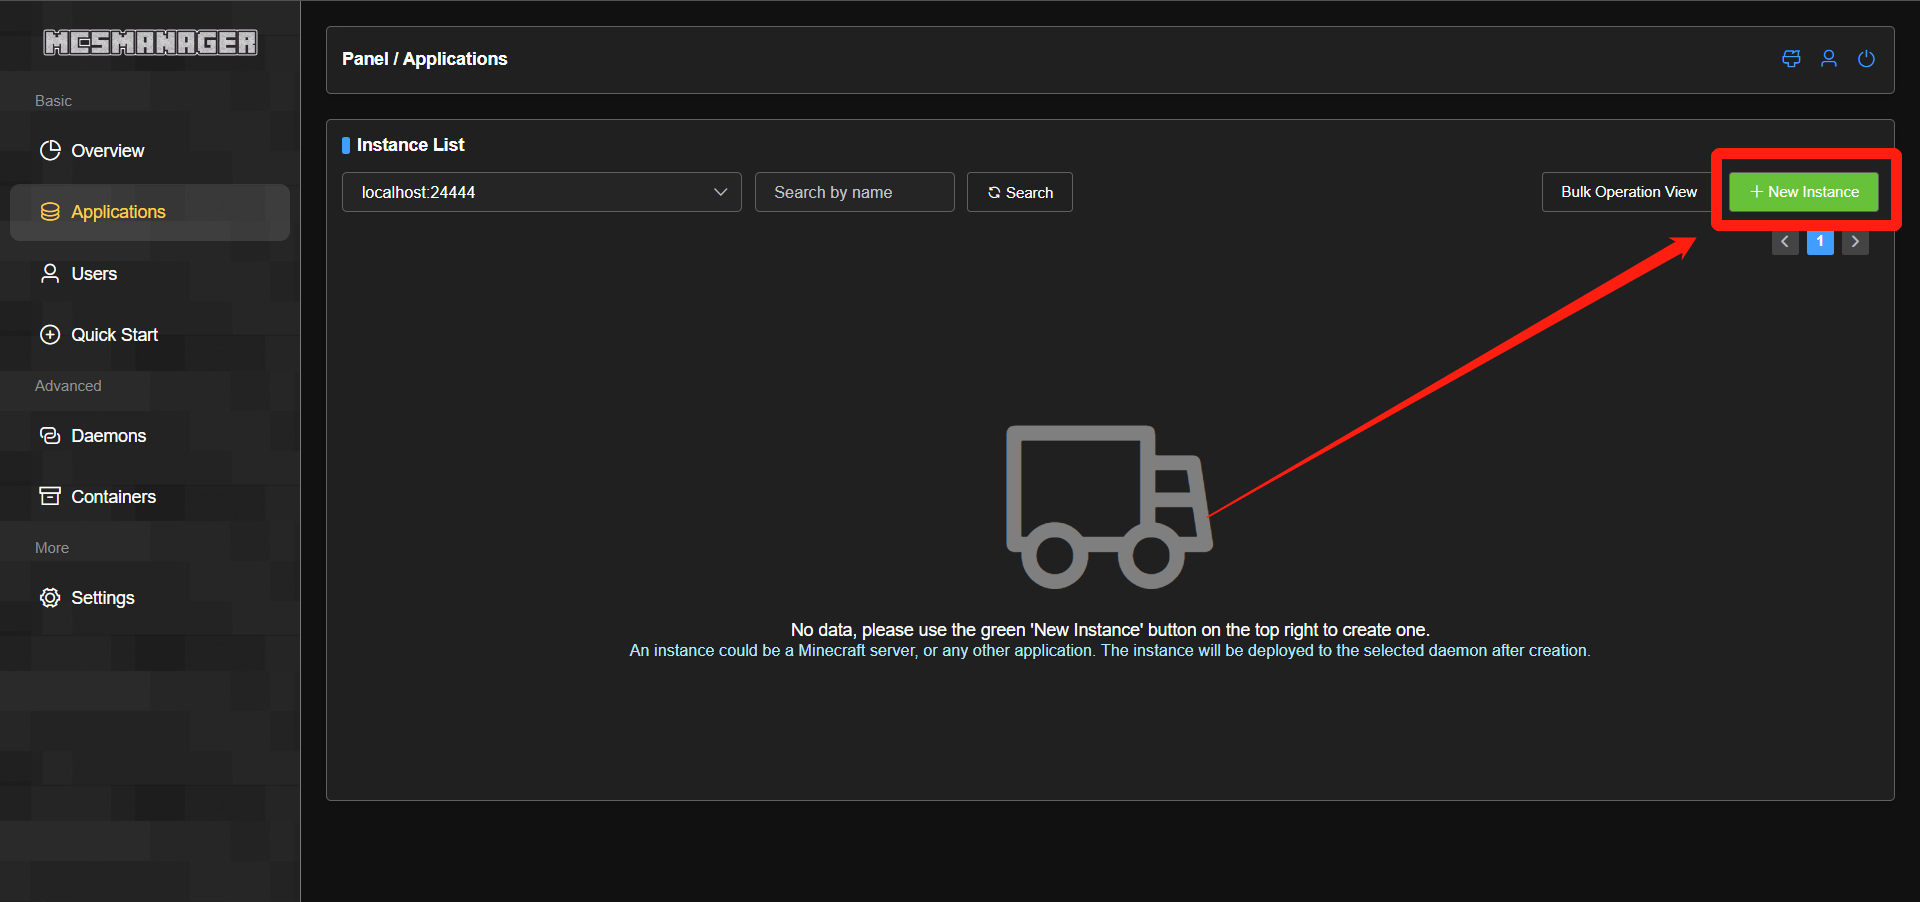 MCSMANAGER
Basic
Overview
Applications
Users
Quick Start
Advanced
Daemons
Containers
More
Settings
Panel / Applications
Instance List
localhost:24444
Search by name
Search
Bulk Operation View
New Instance
1
No data, please use the green 'New Instance' button on the top right to create one.
An instance could be a Minecraft server, or any other application. The instance will be deployed to the selected daemon after creation.